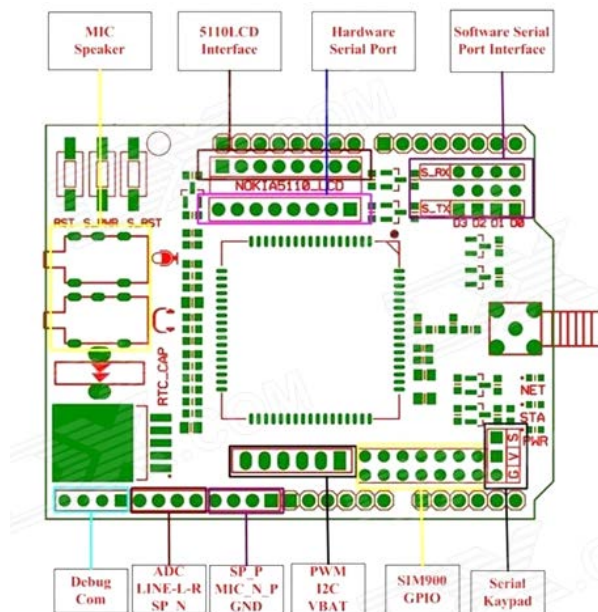 MIC
Speaker
5110LCD
Interface
Hardware
Serial Port
Software Serial
Port Interface
NOKIA5110_LCD
S_RX
S_TX
D3 D2 D1 D0
RST S_PWR S_RST
RTC_CAP
NET
STA
PWR
G V S
Debug
Com
ADC
LINE-L-R
SP_N
SP_P
MIC_N_P
GND
PWM
I2C
VBAT
SIM900
GPIO
Serial
Kaypad